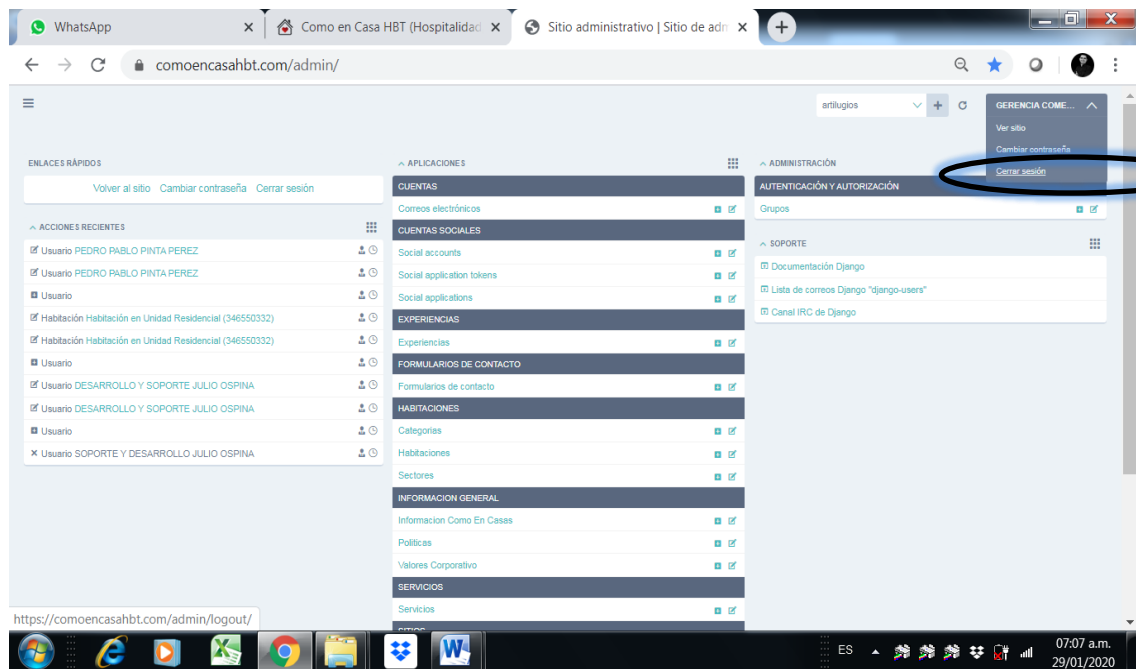 WhatsApp
Como en Casa HBT (Hospitalidad
Sitio administrativo | Sitio de adm
comoencasahbt.com/admin/
artilugios
GERENCIA COME...
Ver sitio
Cambiar contraseña
Cerrar sesión
ENLACES RÁPIDOS
Volver al sitio Cambiar contraseña Cerrar sesión
ACCIONES RECIENTES
Usuario PEDRO PABLO PINTA PEREZ
Usuario PEDRO PABLO PINTA PEREZ
Usuario
Habitación Habitación en Unidad Residencial (346550332)
Habitación Habitación en Unidad Residencial (346550332)
Usuario
Usuario DESARROLLO Y SOPORTE JULIO OSPINA
Usuario DESARROLLO Y SOPORTE JULIO OSPINA
Usuario
Usuario SOPORTE Y DESARROLLO JULIO OSPINA
APLICACIONES
CUENTAS
Correos electrónicos
CUENTAS SOCIALES
Social accounts
Social application tokens
Social applications
EXPERIENCIAS
Experiencias
FORMULARIOS DE CONTACTO
Formularios de contacto
HABITACIONES
Categorias
Habitaciones
Sectores
INFORMACION GENERAL
Informacion Como En Casas
Politicas
Valores Corporativo
SERVICIOS
Servicios
SITIOS
ADMINISTRACIÓN
AUTENTICACIÓN Y AUTORIZACIÓN
Grupos
SOPORTE
Documentación Django
Lista de correos Django "django-users"
Canal IRC de Django
https://comoencasahbt.com/admin/logout/
ES
07:07 a.m.
29/01/2020